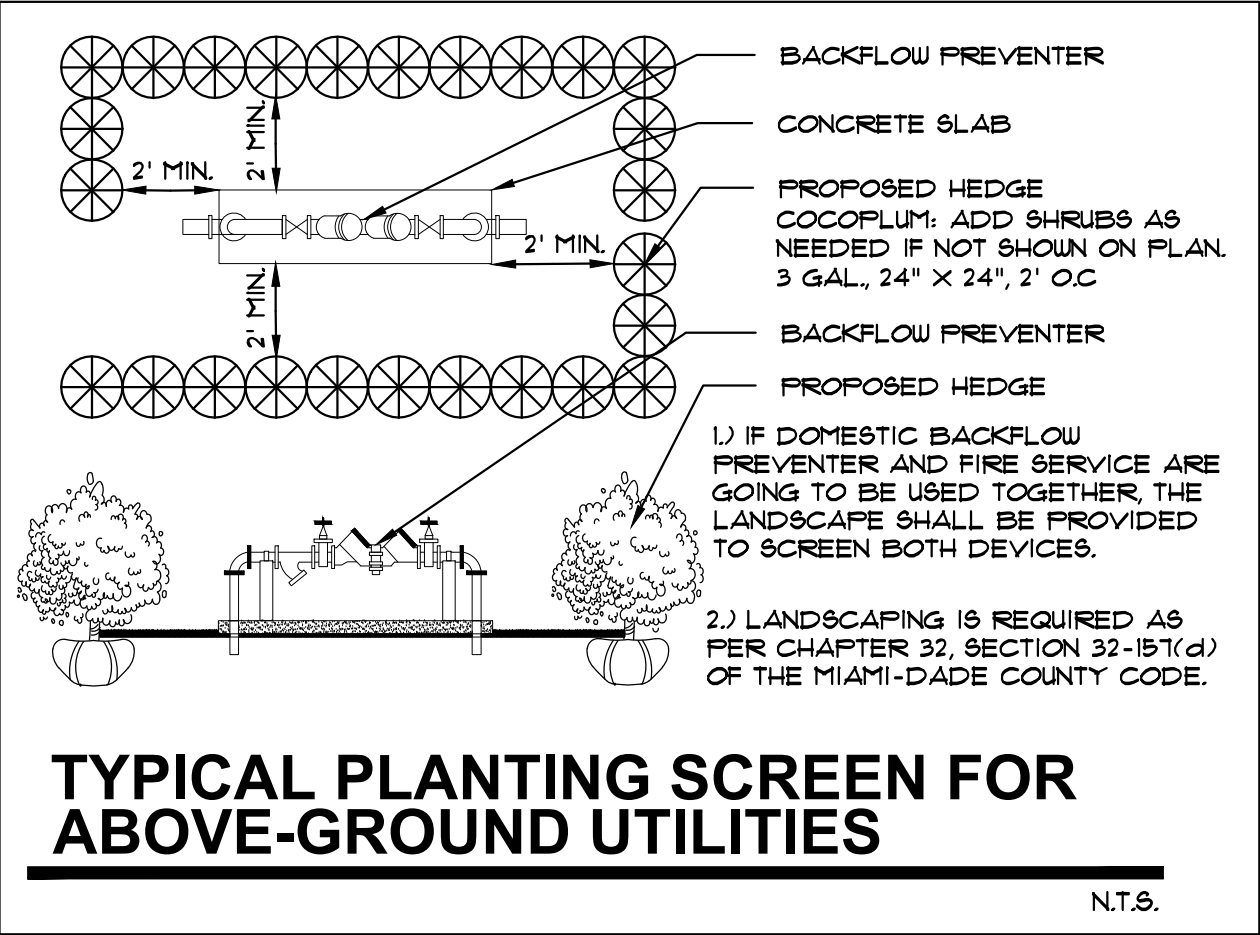 BACKFLOW PREVENTER
CONCRETE SLAB
2' MIN.
2' MIN.
PROPOSED HEDGE
COCOPLUM: ADD SHRUBS AS
NEEDED IF NOT SHOWN ON PLAN.
3 GAL., 24" X 24", 2' O.C
2' MIN.
2' MIN.
BACKFLOW PREVENTER
PROPOSED HEDGE
1.) IF DOMESTIC BACKFLOW
PREVENTER AND FIRE SERVICE ARE
GOING TO BE USED TOGETHER, THE
LANDSCAPE SHALL BE PROVIDED
TO SCREEN BOTH DEVICES.
2.) LANDSCAPING IS REQUIRED AS
PER CHAPTER 32, SECTION 32-157(d)
OF THE MIAMI-DADE COUNTY CODE.
TYPICAL PLANTING SCREEN FOR
ABOVE-GROUND UTILITIES
N.T.S.